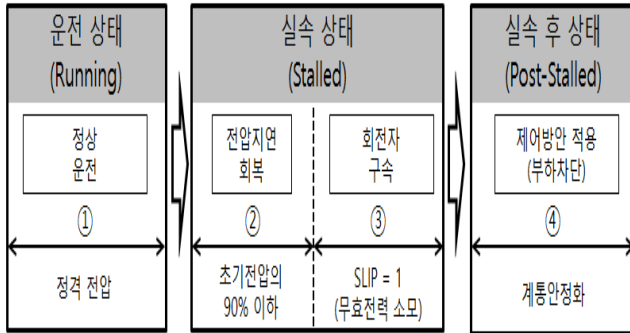 운전 상태
(Running)
정상
운전
①
정격 전압
실속 상태
(Stalled)
전압지연
회복
②
초기전압의
90% 이하
회전자
구속
③
SLIP = 1
(무효전력 소모)
실속 후 상태
(Post-Stalled)
제어방안 적용
(부하차단)
④
계통안정화